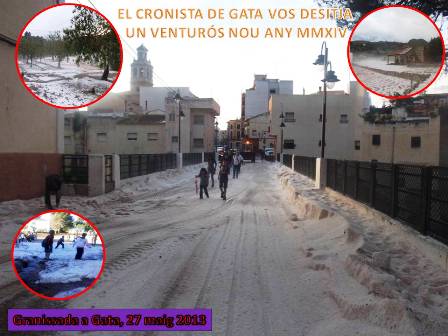 EL CRONISTA DE GATA VOS DESITJA
UN VENTURÓS NOU ANY MMXIV
Granissada a Gata, 27 maig 2013